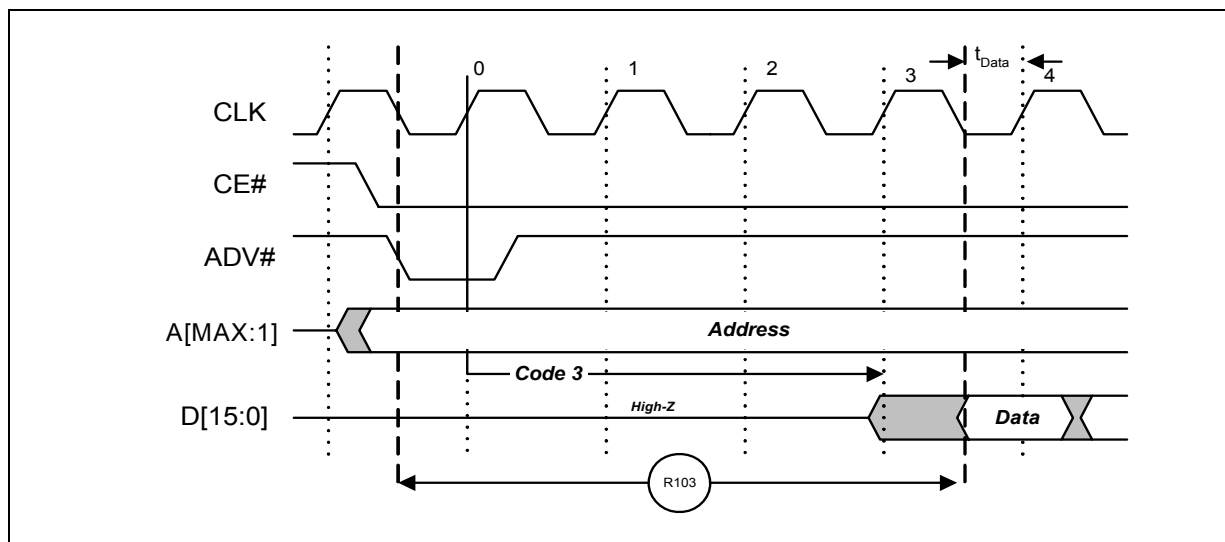 0 1 2 3 tData 4
CLK
CE#
ADV#
A[MAX:1] Address
Code 3
D[15:0] High-Z Data
R103